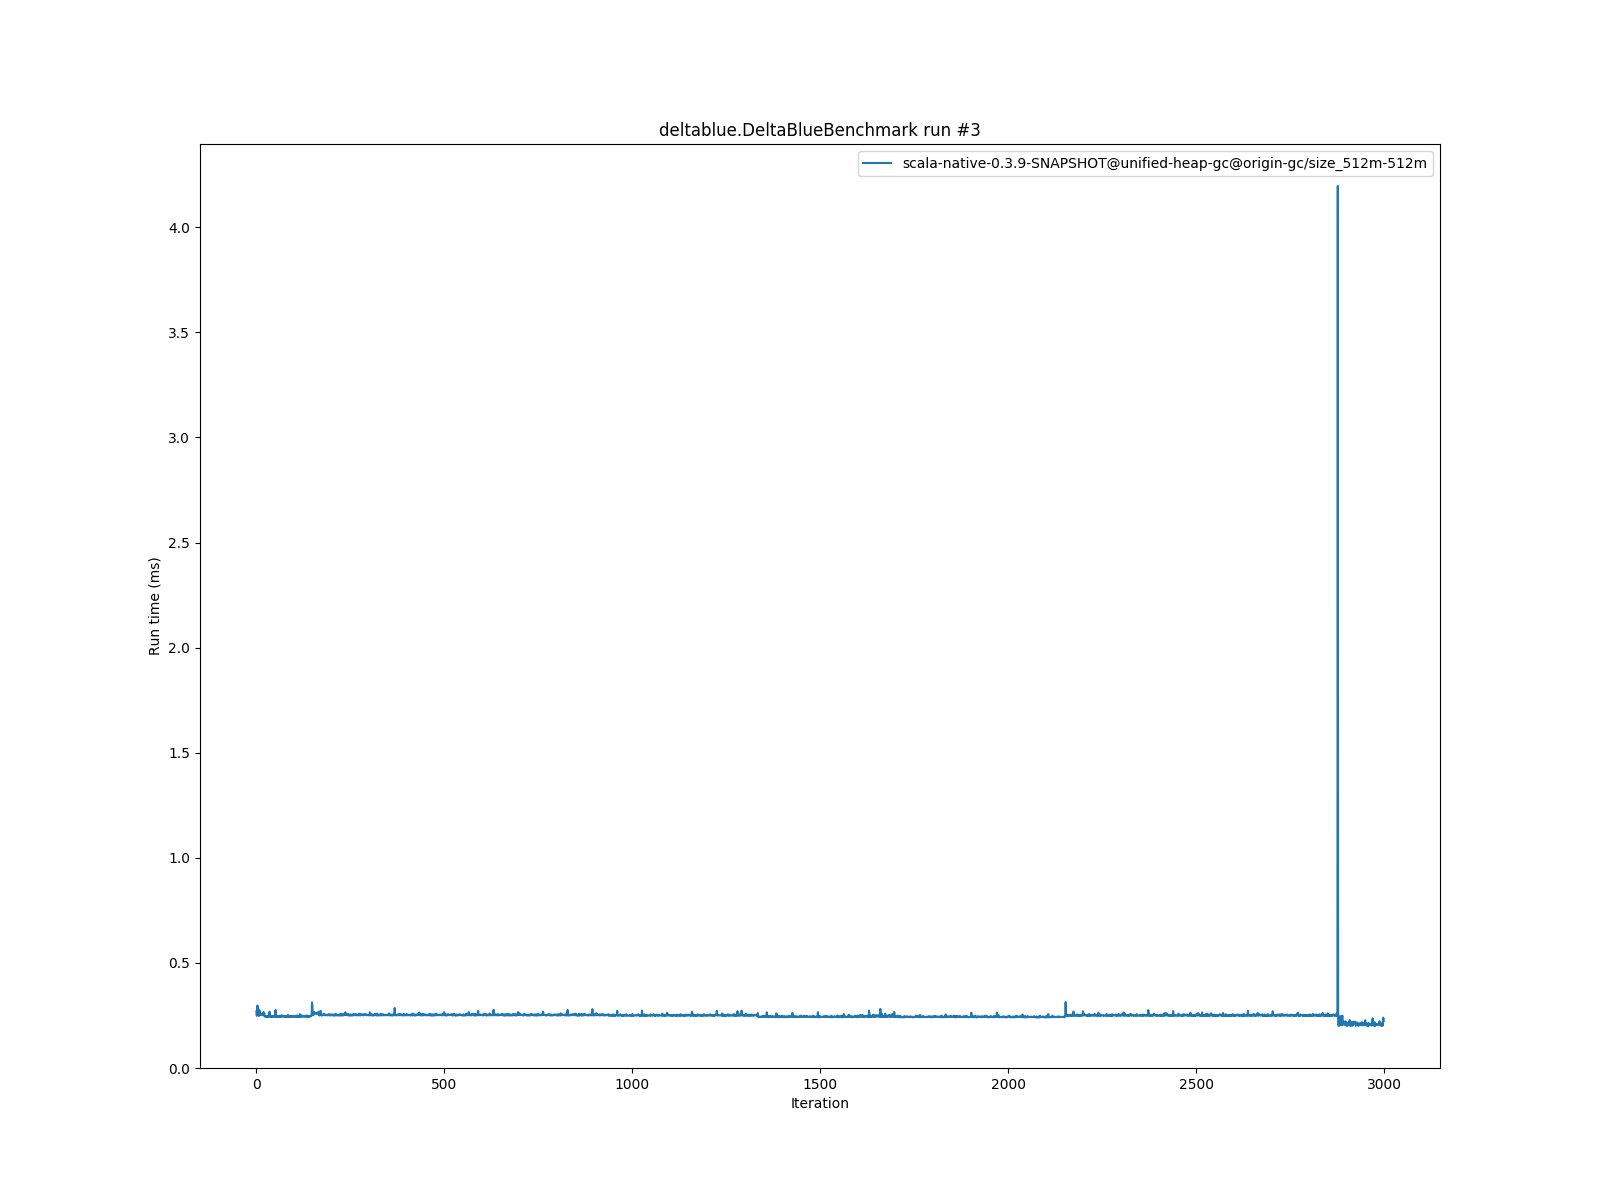 deltablue.DeltaBlueBenchmark run #3
scala-native-0.3.9-SNAPSHOT@unified-heap-gc@origin-gc/size_512m-512m
4.0
3.5
3.0
2.5
2.0
1.5
1.0
0.5
0.0
Run time (ms)
0 500 1000 1500 2000 2500 3000
Iteration